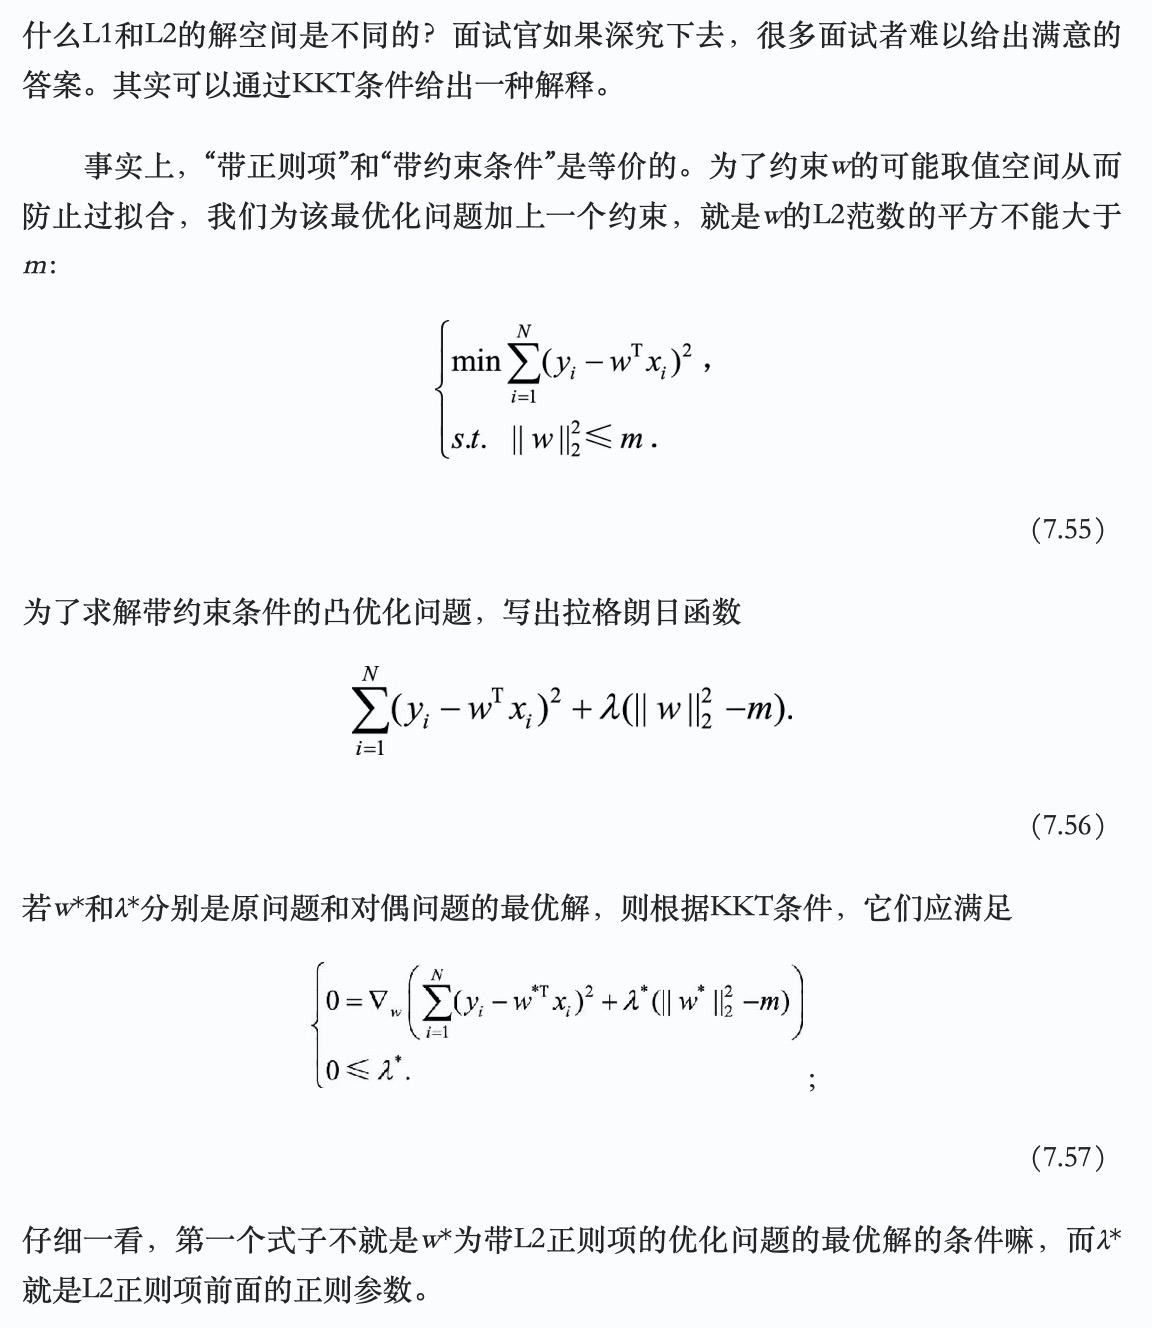 什么L1和L2的解空间是不同的？面试官如果深究下去，很多面试者难以给出满意的
答案。其实可以通过KKT条件给出一种解释。
事实上，“带正则项”和“带约束条件”是等价的。为了约束w的可能取值空间从而
防止过拟合，我们为该最优化问题加上一个约束，就是w的L2范数的平方不能大于
m：
\begin{cases} \min \sum_{i=1}^{N} (y_i - w^{\mathrm{T}} x_i)^2， \\ s.t. \ \| w \|_2^2 \leqslant m . \end{cases}
（7.55）
为了求解带约束条件的凸优化问题，写出拉格朗日函数
\sum_{i=1}^{N} (y_i - w^{\mathrm{T}} x_i)^2 + \lambda (\| w \|_2^2 - m).
（7.56）
若w*和λ*分别是原问题和对偶问题的最优解，则根据KKT条件，它们应满足
\begin{cases} 0 = \nabla_w \left( \sum_{i=1}^{N} (y_i - w^{*\mathrm{T}} x_i)^2 + \lambda^* (\| w^* \|_2^2 - m) \right) \\ 0 \leqslant \lambda^*. \end{cases} ；
（7.57）
仔细一看，第一个式子不就是w*为带L2正则项的优化问题的最优解的条件嘛，而λ*
就是L2正则项前面的正则参数。